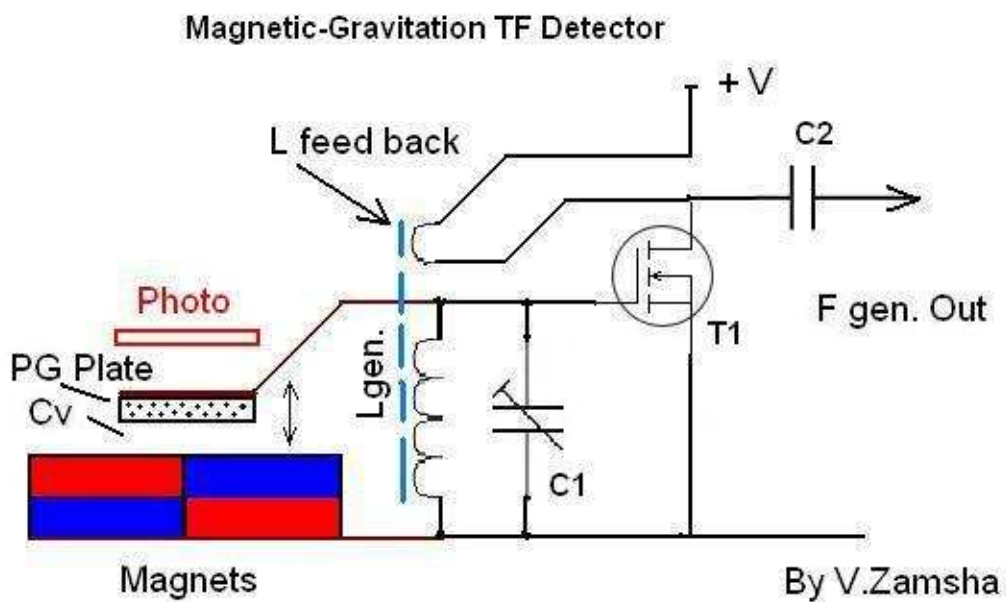 Magnetic-Gravitation TF Detector
+ V
C2
L feed back
Photo
PG Plate
Cv
Lgen.
C1
T1
F gen. Out
Magnets
By V.Zamsha